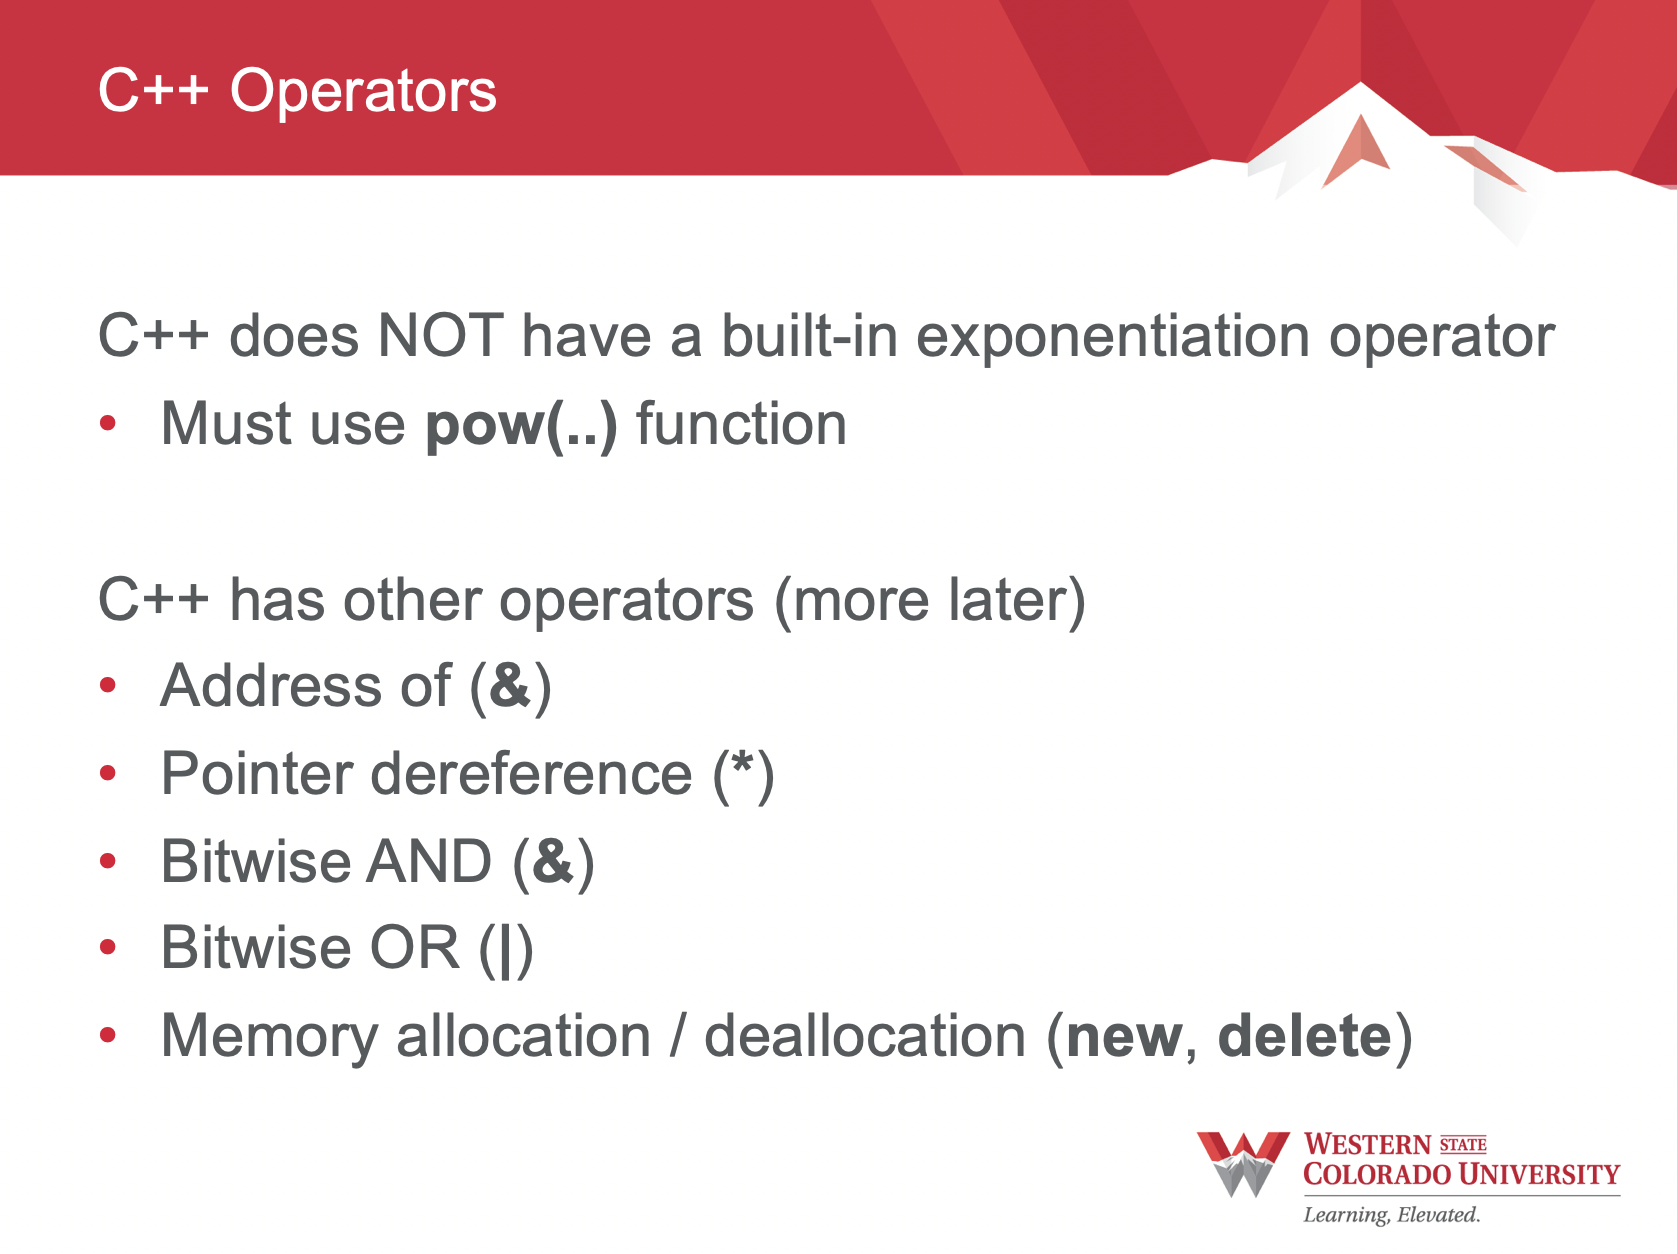 C++ Operators
C++ does NOT have a built-in exponentiation operator
• Must use pow(..) function
C++ has other operators (more later)
• Address of (&)
• Pointer dereference (*)
• Bitwise AND (&)
• Bitwise OR (|)
• Memory allocation / deallocation (new, delete)
WESTERN STATE
COLORADO UNIVERSITY
Learning, Elevated.